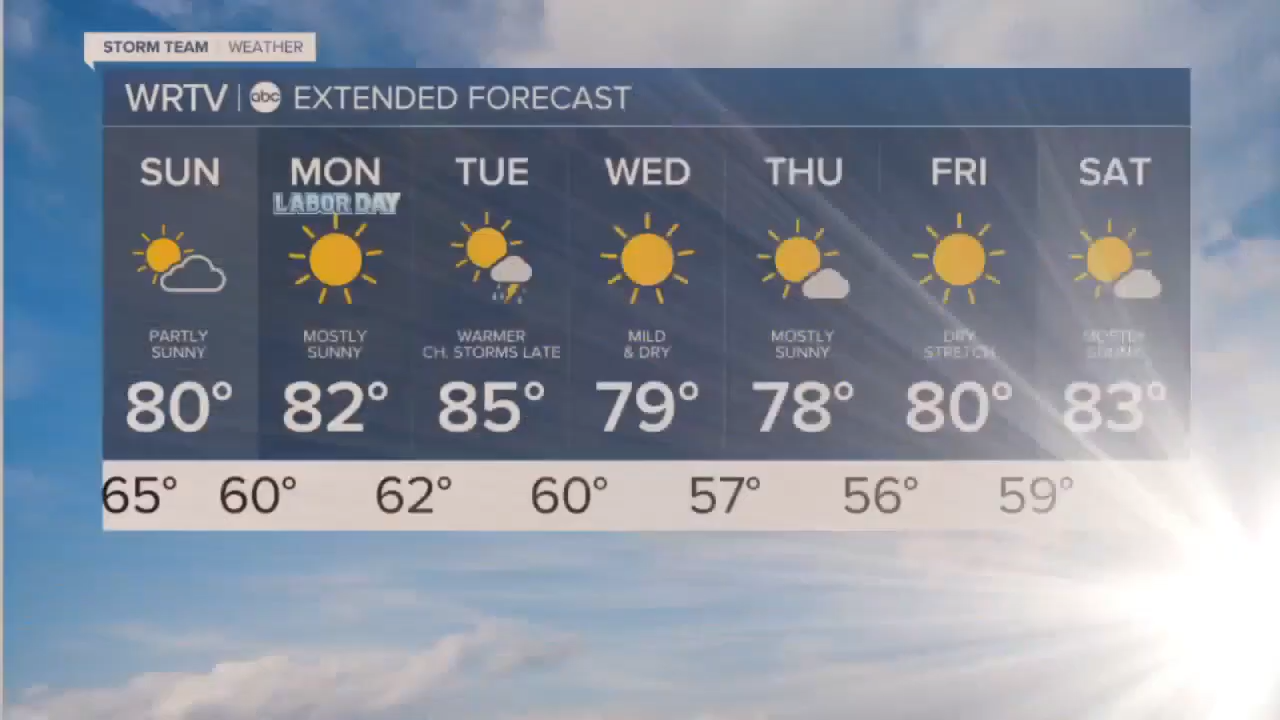 STORM TEAM WEATHER
WRTV abc EXTENDED FORECAST
SUN MON TUE WED THU FRI SAT
LABOR DAY
PARTLY MOSTLY WARMER MILD MOSTLY DRY MOSTLY
SUNNY SUNNY CH. STORMS LATE & DRY SUNNY STRETCH SUNNY
80° 82° 85° 79° 78° 80° 83°
65° 60° 62° 60° 57° 56° 59°